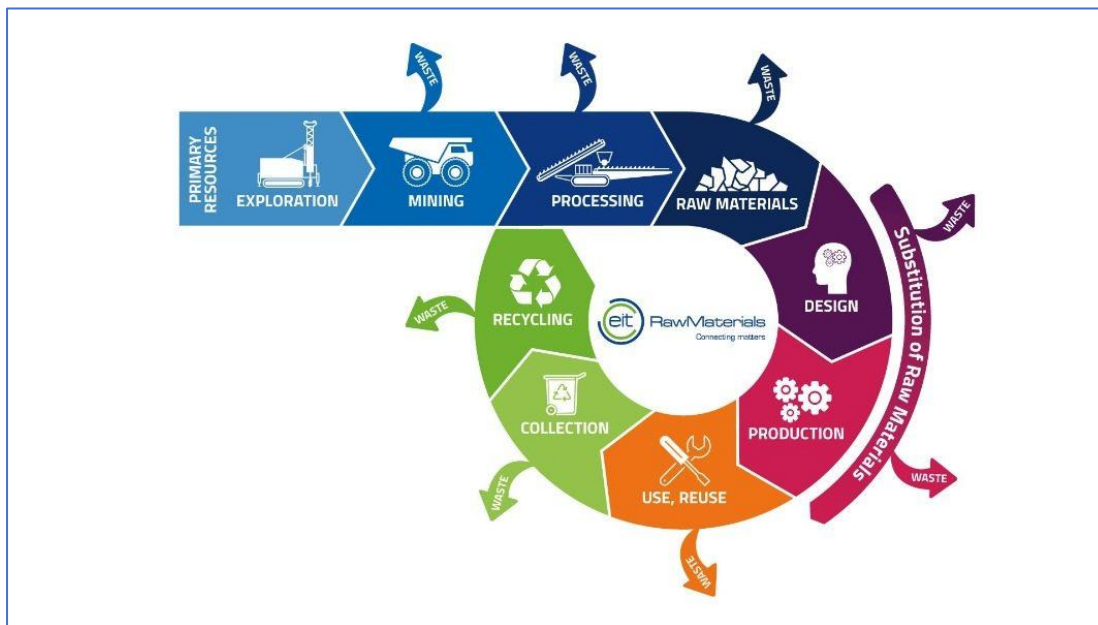 WASTE
WASTE
WASTE
PRIMARY
RESOURCES
EXPLORATION
MINING
PROCESSING
RAW MATERIALS
WASTE
Substitution of Raw Materials
DESIGN
RECYCLING
WASTE
eit RawMaterials
Connecting matters
COLLECTION
PRODUCTION
WASTE
USE, REUSE
WASTE
WASTE